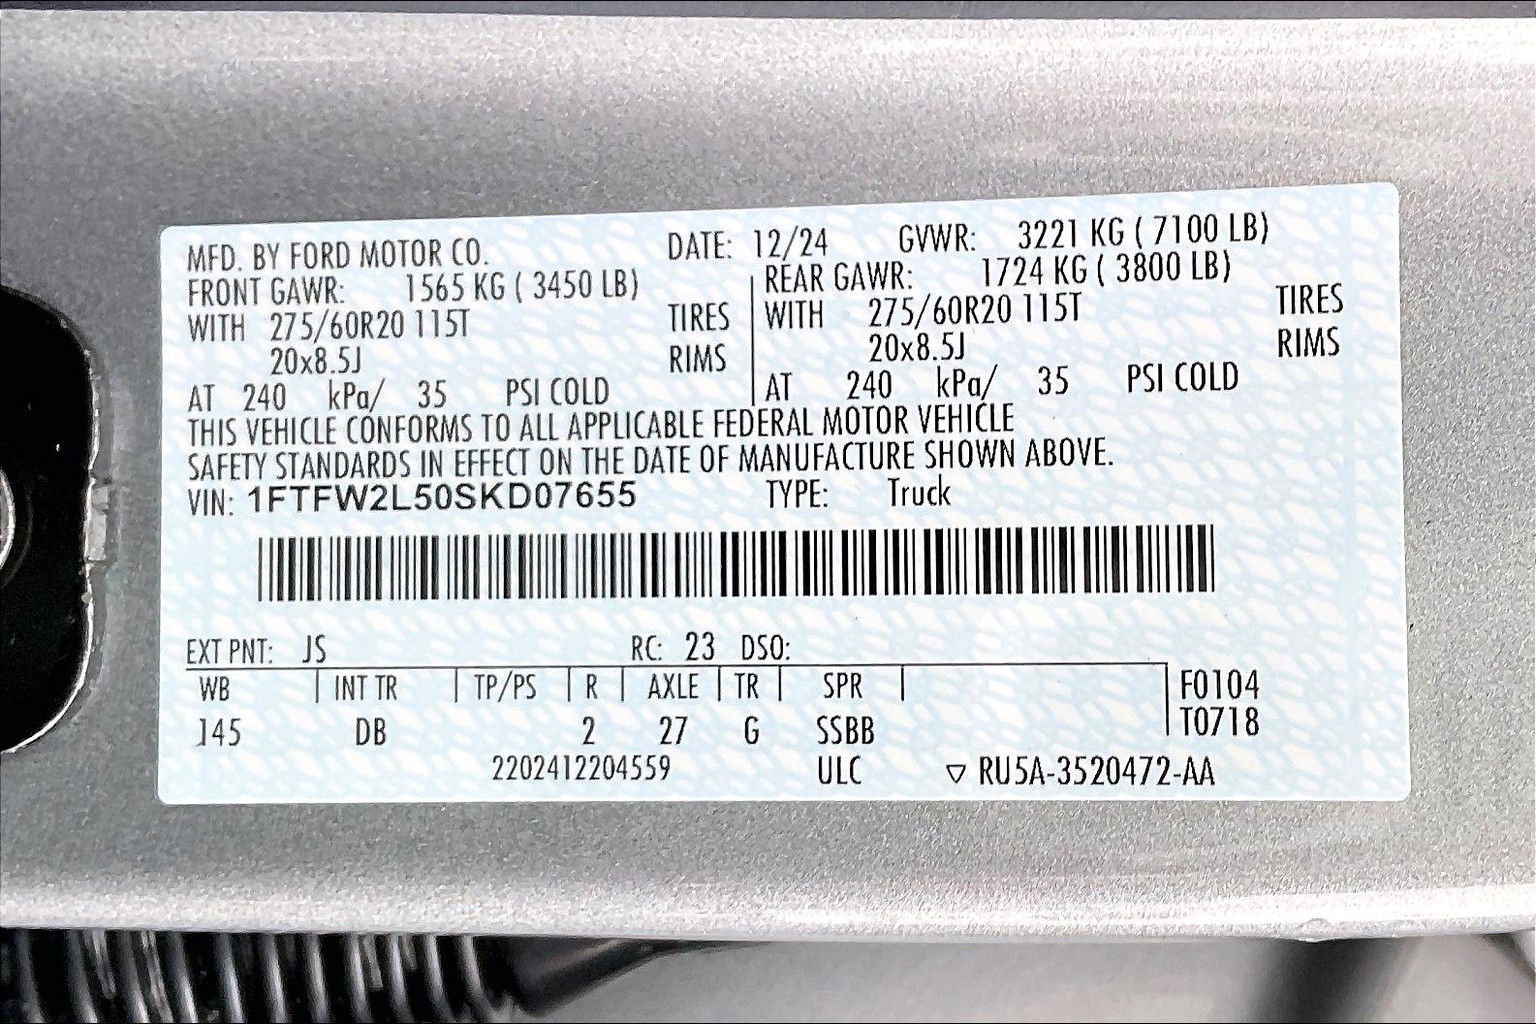 MFD. BY FORD MOTOR CO. DATE: 12/24 GVWR: 3221 KG ( 7100 LB)
FRONT GAWR: 1565 KG ( 3450 LB) REAR GAWR: 1724 KG ( 3800 LB)
WITH 275/60R20 115T TIRES WITH 275/60R20 115T TIRES
20x8.5J RIMS 20x8.5J RIMS
AT 240 kPa/ 35 PSI COLD AT 240 kPa/ 35 PSI COLD
THIS VEHICLE CONFORMS TO ALL APPLICABLE FEDERAL MOTOR VEHICLE
SAFETY STANDARDS IN EFFECT ON THE DATE OF MANUFACTURE SHOWN ABOVE.
VIN: 1FTFW2L50SKD07655 TYPE: Truck
EXT PNT: JS RC: 23 DSO:
WB INT TR TP/PS R AXLE TR SPR F0104
145 DB 2 27 G SSBB T0718
2202412204559 ULC ▽ RU5A-3520472-AA